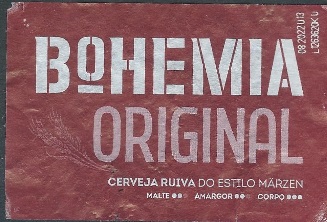 BOHEMIA
ORIGINAL
CERVEJA RUIVA DO ESTILO MÄRZEN
MALTE AMARGOR CORPO